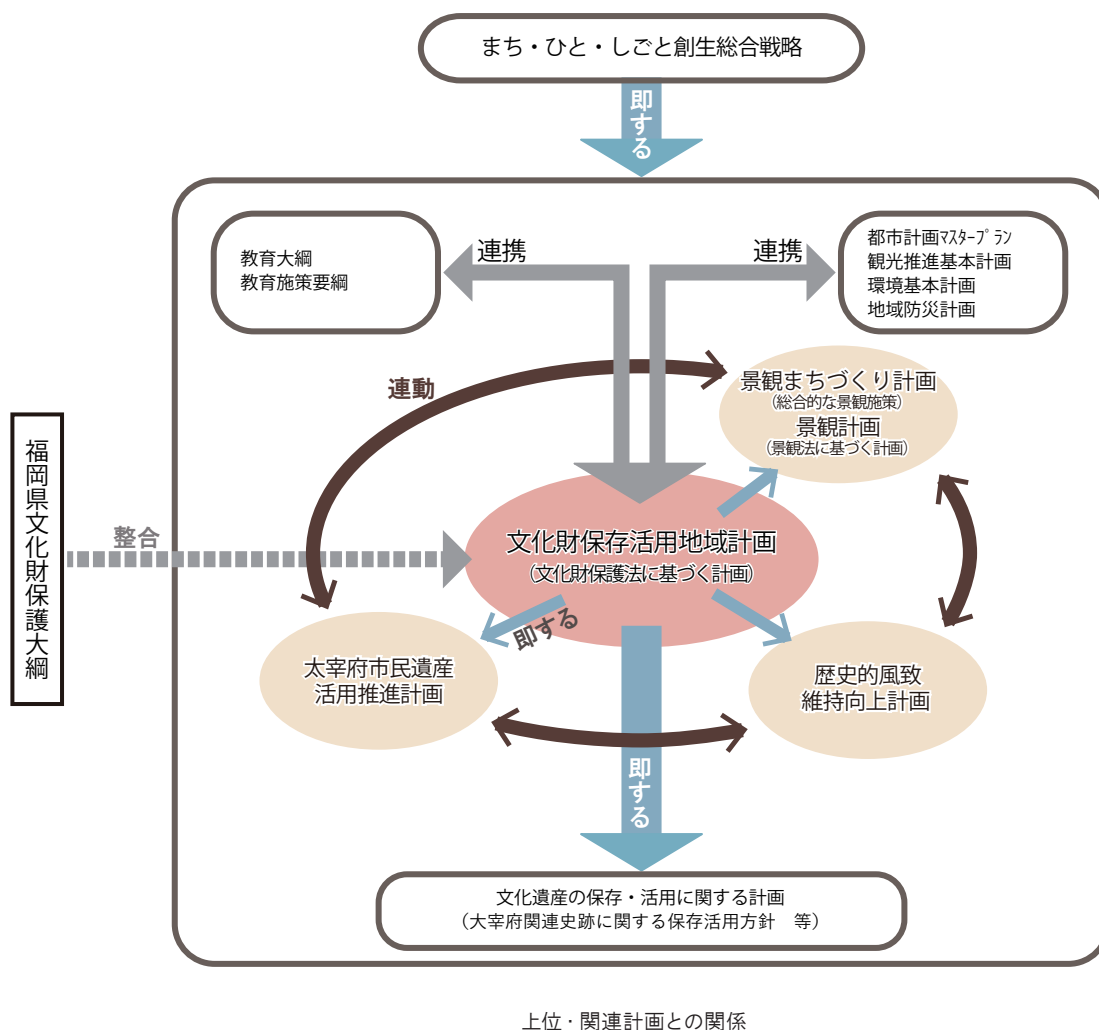 まち・ひと・しごと創生総合戦略
即する
教育大綱
教育施策要綱
連携
連携
都市計画ﾏｽﾀｰﾌﾟﾗﾝ
観光推進基本計画
環境基本計画
地域防災計画
連動
景観まちづくり計画
(総合的な景観施策)
景観計画
(景観法に基づく計画)
福岡県文化財保護大綱
整合
文化財保存活用地域計画
(文化財保護法に基づく計画)
即する
太宰府市民遺産
活用推進計画
歴史的風致
維持向上計画
即する
文化遺産の保存・活用に関する計画
（大宰府関連史跡に関する保存活用方針　等）
上位・関連計画との関係